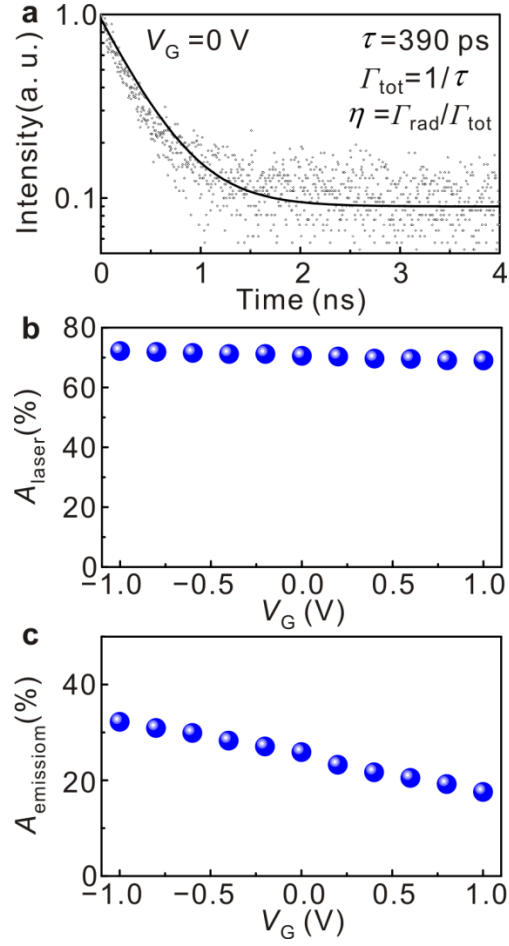 a
Intensity(a. u.)
1.0
0.1
V_G =0 V
τ=390 ps
Γ_tot=1/τ
η =Γ_rad/Γ_tot
0 1 2 3 4
Time (ns)
b
A_laser(%)
80
60
40
20
0
−1.0 −0.5 0.0 0.5 1.0
V_G (V)
c
A_emissiom(%)
40
20
0
−1.0 −0.5 0.0 0.5 1.0
V_G (V)